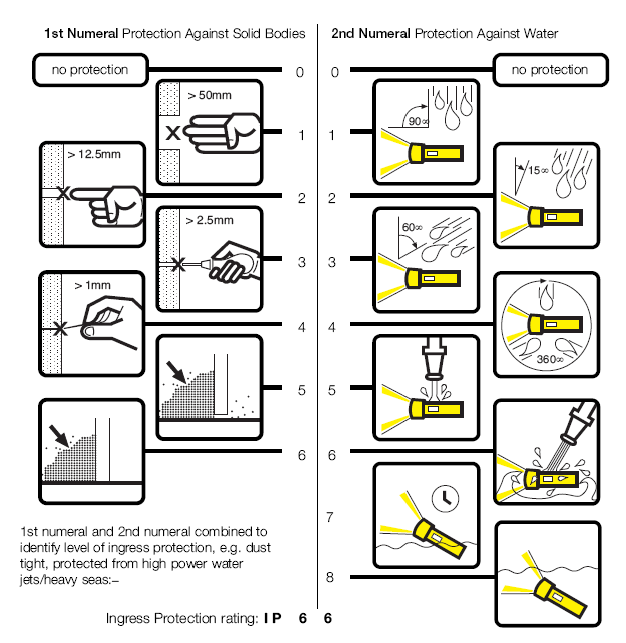 1st Numeral Protection Against Solid Bodies
2nd Numeral Protection Against Water
no protection
0
0
no protection
> 50mm
X
1
1
90∞
> 12.5mm
X
2
2
15∞
> 2.5mm
X
3
3
60∞
> 1mm
X
4
4
360∞
5
5
6
6
7
8
1st numeral and 2nd numeral combined to
identify level of ingress protection, e.g. dust
tight, protected from high power water
jets/heavy seas:–
Ingress Protection rating: I P 6 6